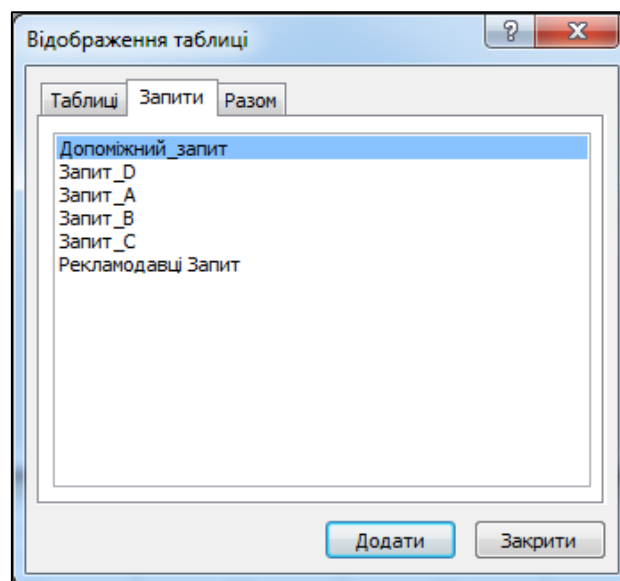 Відображення таблиці
Таблиці Запити Разом
Допоміжний_запит
Запит_D
Запит_A
Запит_B
Запит_C
Рекламодавці Запит
Додати Закрити